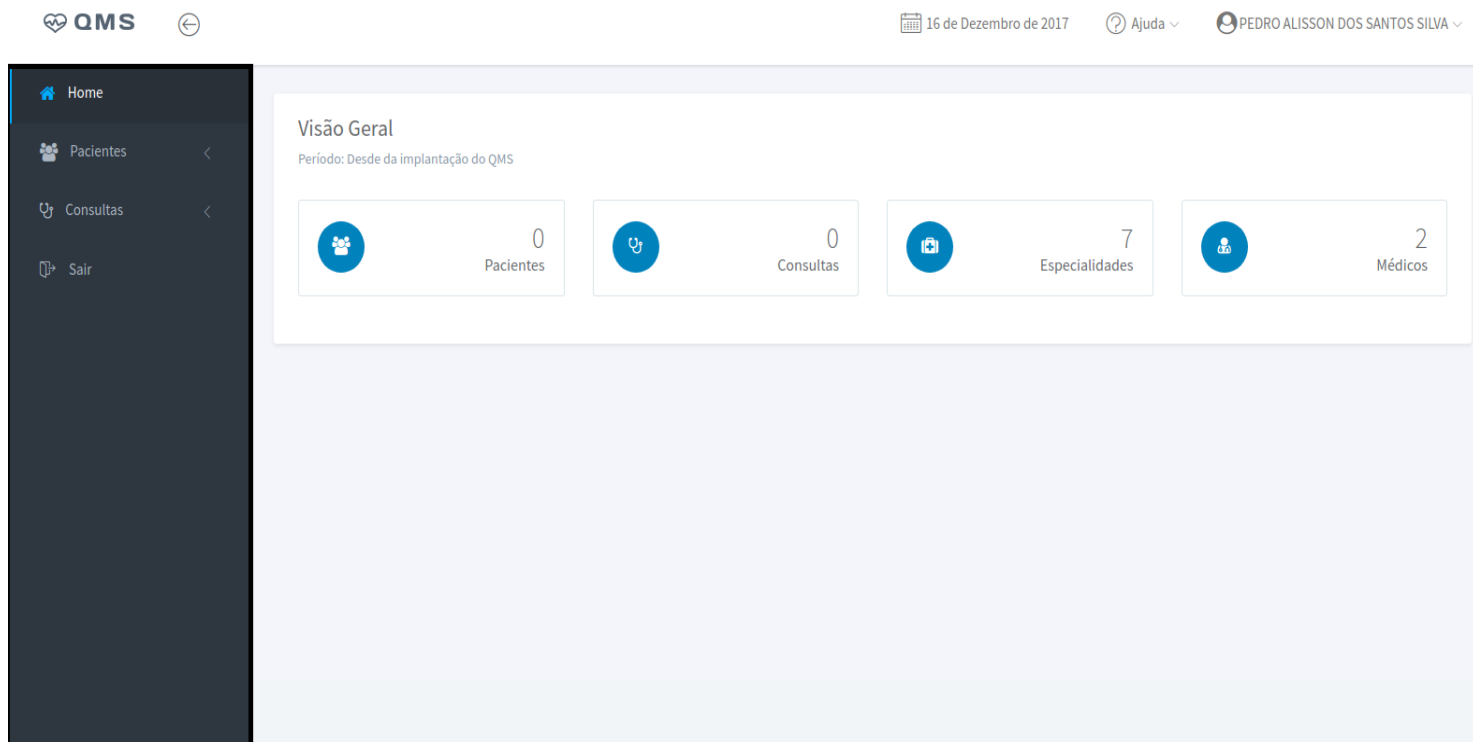 QMS
16 de Dezembro de 2017
Ajuda
PEDRO ALISSON DOS SANTOS SILVA
Home
Pacientes
Consultas
Sair
Visão Geral
Período: Desde da implantação do QMS
0
Pacientes
0
Consultas
7
Especialidades
2
Médicos